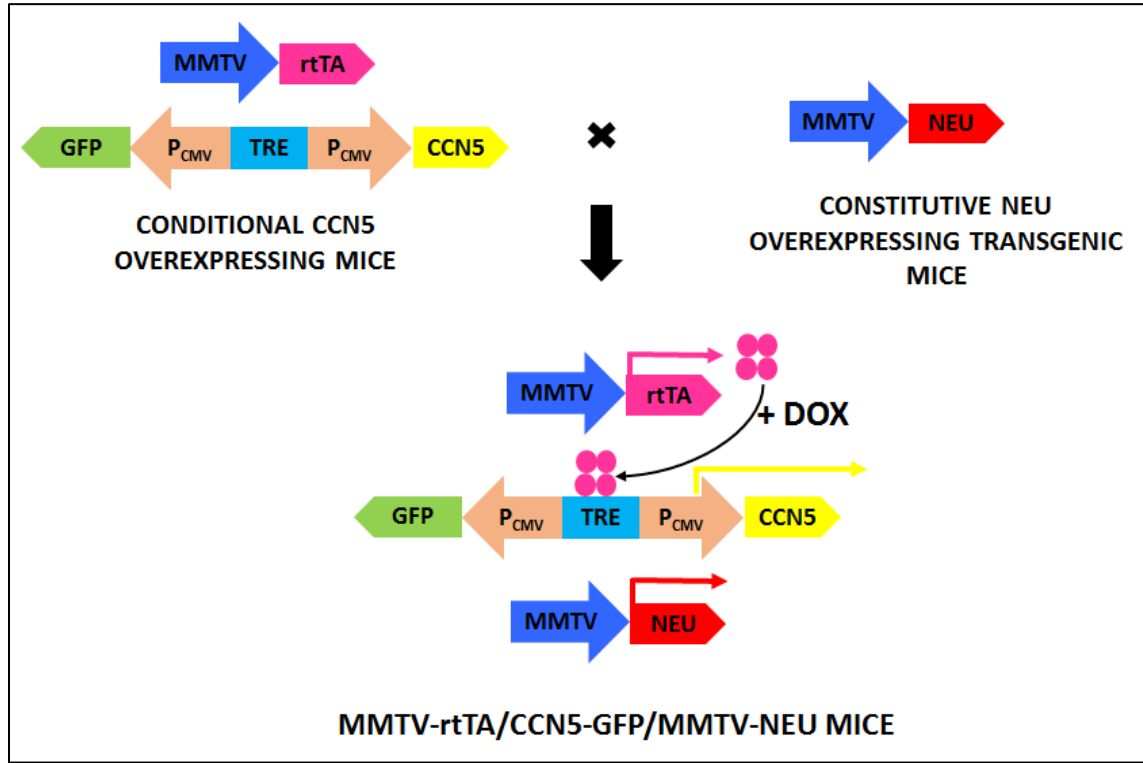 MMTV rtTA
GFP PCMV TRE PCMV CCN5
CONDITIONAL CCN5
OVEREXPRESSING MICE
MMTV NEU
CONSTITUTIVE NEU
OVEREXPRESSING TRANSGENIC
MICE
MMTV rtTA
+ DOX
GFP PCMV TRE PCMV CCN5
MMTV NEU
MMTV-rtTA/CCN5-GFP/MMTV-NEU MICE